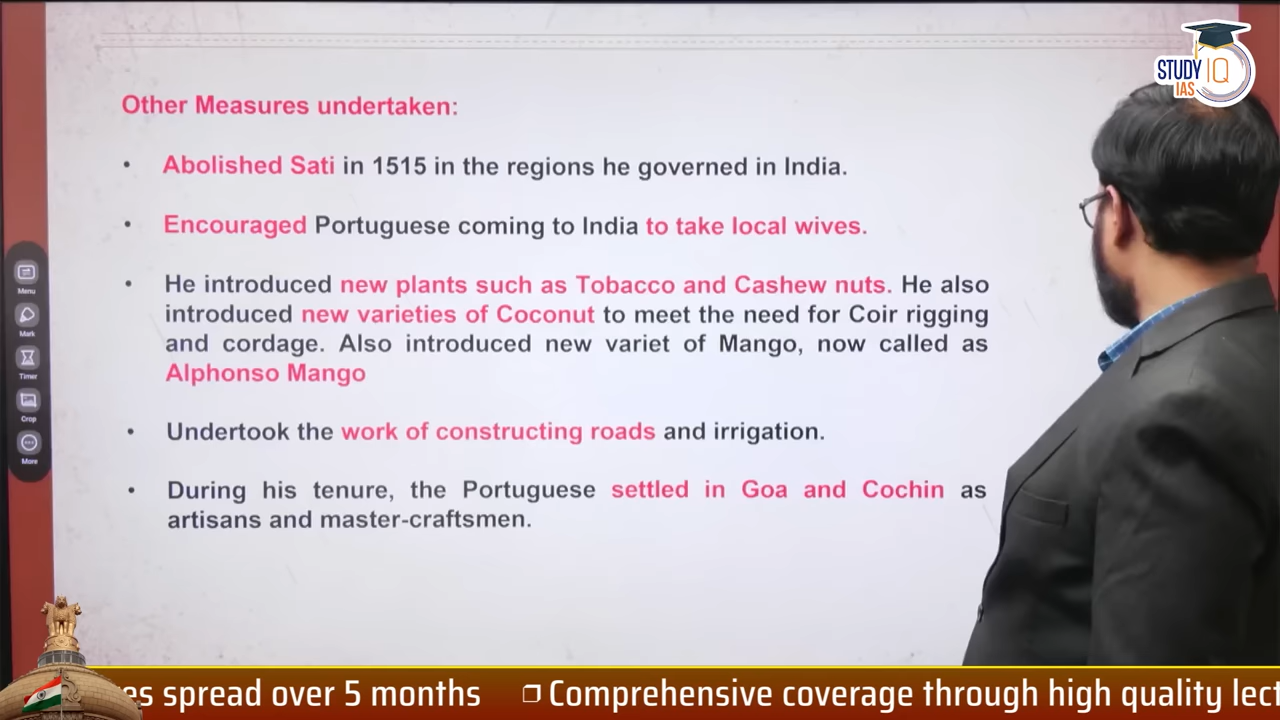 STUDY IQ
IAS
Other Measures undertaken:
• Abolished Sati in 1515 in the regions he governed in India.
• Encouraged Portuguese coming to India to take local wives.
• He introduced new plants such as Tobacco and Cashew nuts. He also
introduced new varieties of Coconut to meet the need for Coir rigging
and cordage. Also introduced new variet of Mango, now called as
Alphonso Mango
• Undertook the work of constructing roads and irrigation.
• During his tenure, the Portuguese settled in Goa and Cochin as
artisans and master-craftsmen.
Menu
Mark
Timer
Crop
More
es spread over 5 months ❐ Comprehensive coverage through high quality lect